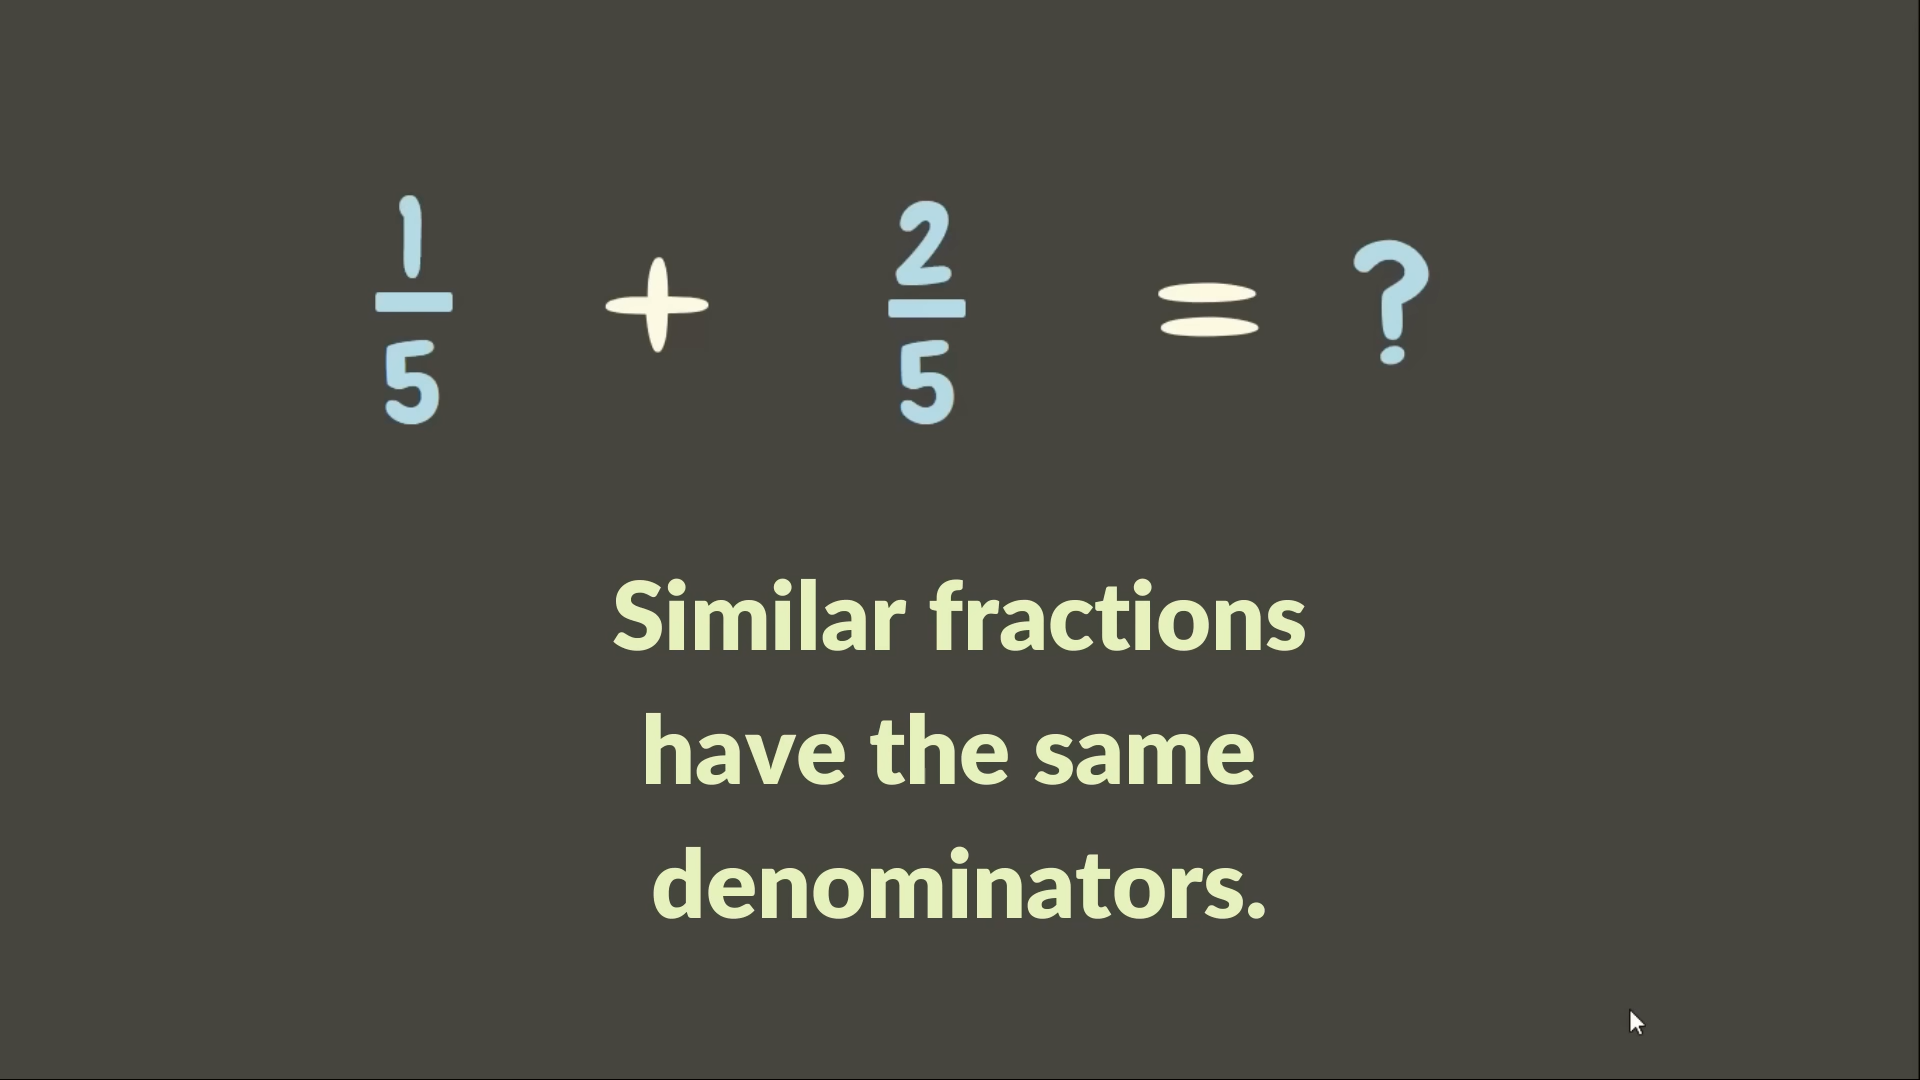 1/5 + 2/5 = ?
Similar fractions
have the same
denominators.